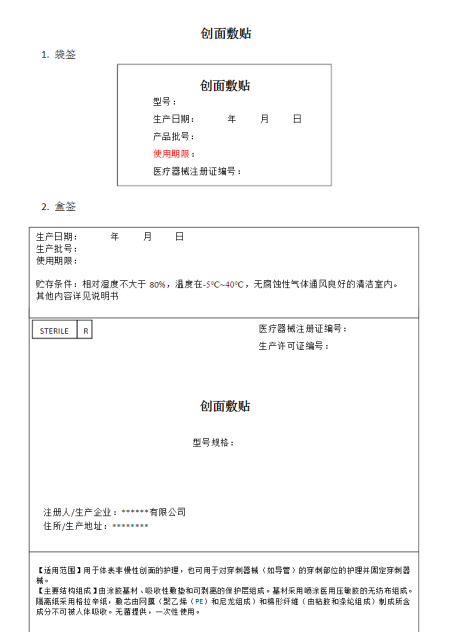 创面敷贴
1. 袋签
创面敷贴
型号：
生产日期： 年 月 日
产品批号：
使用期限：
医疗器械注册证编号：
2. 盒签
生产日期： 年 月 日
生产批号：
使用期限：
贮存条件：相对湿度不大于 80%，温度在-5℃~40℃，无腐蚀性气体通风良好的清洁室内。
其他内容详见说明书
STERILE R
医疗器械注册证编号：
生产许可证编号：
创面敷贴
型号规格：
注册人/生产企业：******有限公司
住所/生产地址：********
【适用范围】用于体表非慢性创面的护理，也可用于对穿刺器械（如导管）的穿刺部位的护理并固定穿刺器
械。
【主要结构组成】由涂胶基材、吸收性敷垫和可剥离的保护层组成。基材采用喷涂医用压敏胶的无纺布组成。
隔离纸采用格拉辛纸，敷芯由网膜（聚乙烯（PE）和尼龙组成）和棉形纤维（由粘胶和涤纶组成）制成所含
成分不可被人体吸收。无菌提供，一次性使用。